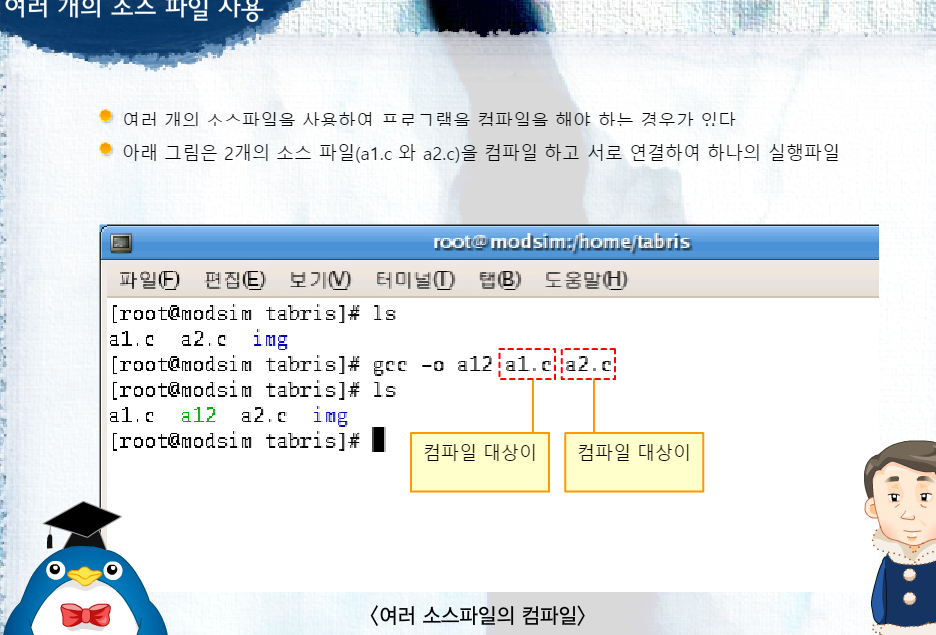 여러 개의 소스 파일 사용
여러 개의 소스파일을 사용하여 프로그램을 컴파일을 해야 하는 경우가 있다
아래 그림은 2개의 소스 파일(a1.c 와 a2.c)을 컴파일 하고 서로 연결하여 하나의 실행파일
root@modsim:/home/tabris
파일(F) 편집(E) 보기(V) 터미널(T) 탭(B) 도움말(H)
[root@modsim tabris]# ls
a1.c a2.c img
[root@modsim tabris]# gcc -o a12 a1.c a2.c
[root@modsim tabris]# ls
a1.c a12 a2.c img
[root@modsim tabris]#
컴파일 대상이
컴파일 대상이
<여러 소스파일의 컴파일>